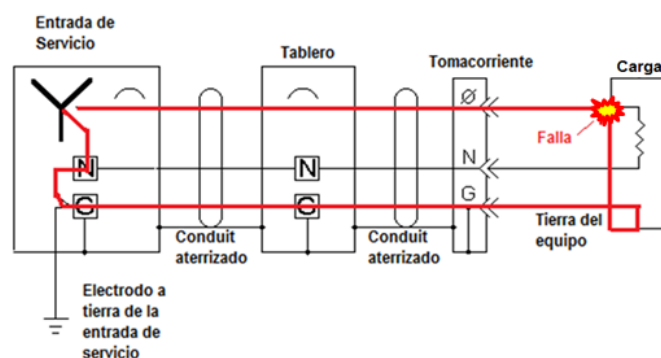 Entrada de
Servicio
Tablero
Tomacorriente
Carga
Ø
Falla
N
N
N
G
C
C
Tierra del
equipo
Conduit
aterrizado
Conduit
aterrizado
Electrodo a
tierra de la
entrada de
servicio